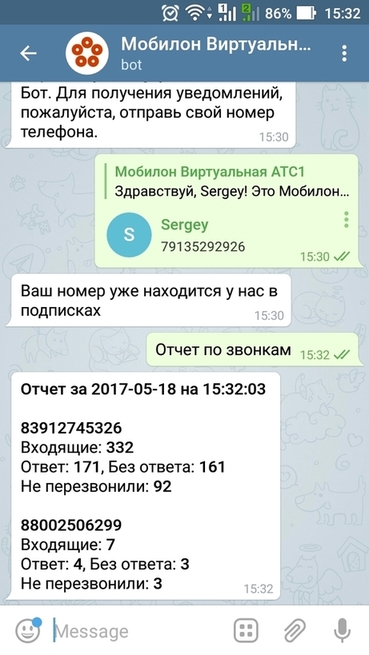 86% 15:32
Мобилон Виртуальн...
bot
Бот. Для получения уведомлений,
пожалуйста, отправь свой номер
телефона.
15:30
Мобилон Виртуальная АТС1
Здравствуй, Sergey! Это Мобилон...
S
Sergey
79135292926
15:30
Ваш номер уже находится у нас в
подписках
15:30
Отчет по звонкам 15:32
Отчет за 2017-05-18 на 15:32:03
83912745326
Входящие: 332
Ответ: 171, Без ответа: 161
Не перезвонили: 92
88002506299
Входящие: 7
Ответ: 4, Без ответа: 3
Не перезвонили: 3
15:32
Message